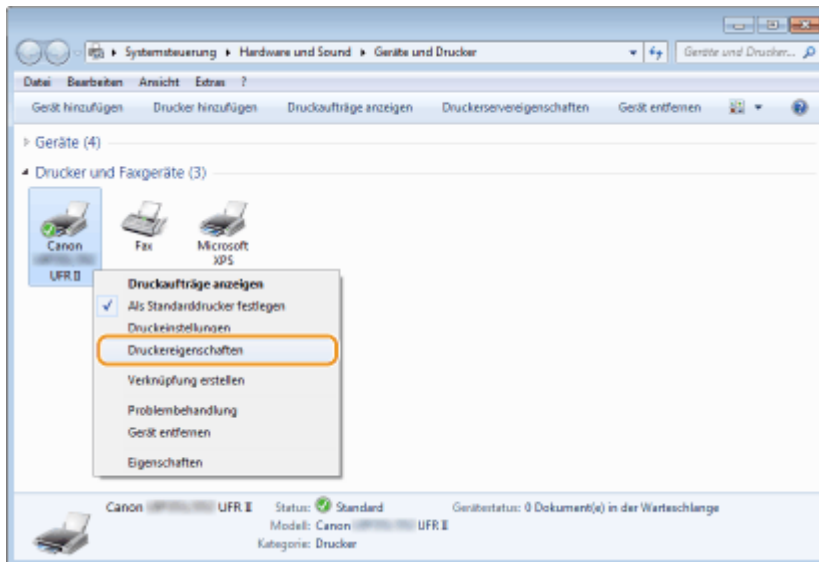 Systemsteuerung Hardware und Sound Geräte und Drucker Geräte und Drucker...
Datei Bearbeiten Ansicht Extras ?
Gerät hinzufügen Drucker hinzufügen Druckaufträge anzeigen Druckerservereigenschaften Gerät entfernen
Geräte (4)
Drucker und Faxgeräte (3)
Canon
UFR II
Fax
Microsoft
XPS
Druckaufträge anzeigen
Als Standarddrucker festlegen
Druckeinstellungen
Druckereigenschaften
Verknüpfung erstellen
Problembehandlung
Gerät entfernen
Eigenschaften
Canon UFR II Status: Standard Gerätestatus: 0 Dokument(e) in der Warteschlange
Modell: Canon UFR II
Kategorie: Drucker